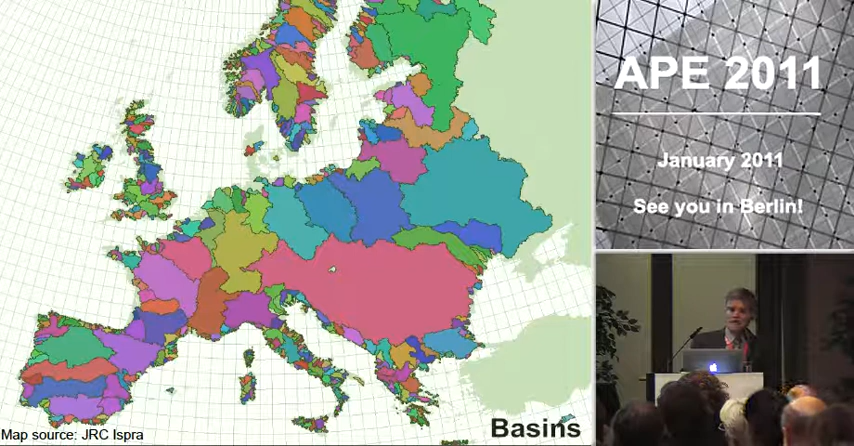 APE 2011
January 2011
See you in Berlin!
Basins
Map source: JRC Ispra